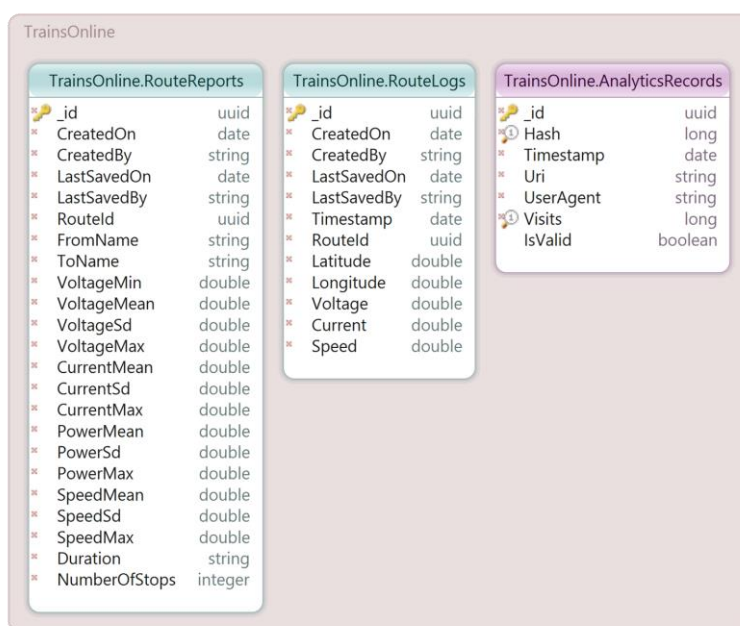 TrainsOnline
TrainsOnline.RouteReports
_id uuid
CreatedOn date
CreatedBy string
LastSavedOn date
LastSavedBy string
RouteId uuid
FromName string
ToName string
VoltageMin double
VoltageMean double
VoltageSd double
VoltageMax double
CurrentMean double
CurrentSd double
CurrentMax double
PowerMean double
PowerSd double
PowerMax double
SpeedMean double
SpeedSd double
SpeedMax double
Duration string
NumberOfStops integer
TrainsOnline.RouteLogs
_id uuid
CreatedOn date
CreatedBy string
LastSavedOn date
LastSavedBy string
Timestamp date
RouteId uuid
Latitude double
Longitude double
Voltage double
Current double
Speed double
TrainsOnline.AnalyticsRecords
_id uuid
Hash long
Timestamp date
Uri string
UserAgent string
Visits long
IsValid boolean